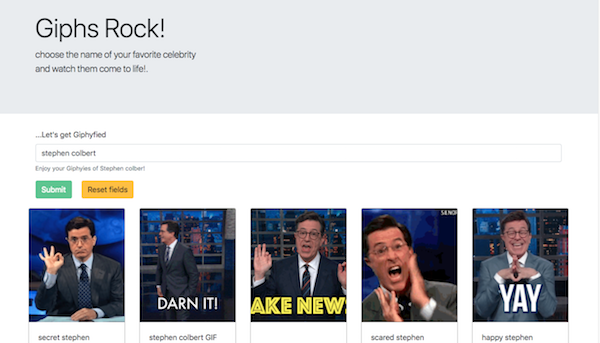 Giphs Rock!
choose the name of your favorite celebrity
and watch them come to life!.
...Let's get Giphyfied
stephen colbert
Enjoy your Giphyies of Stephen colber!
Submit Reset fields
DARN IT!
AKE NEW
YAY
secret stephen
stephen colbert GIF
scared stephen
happy stephen